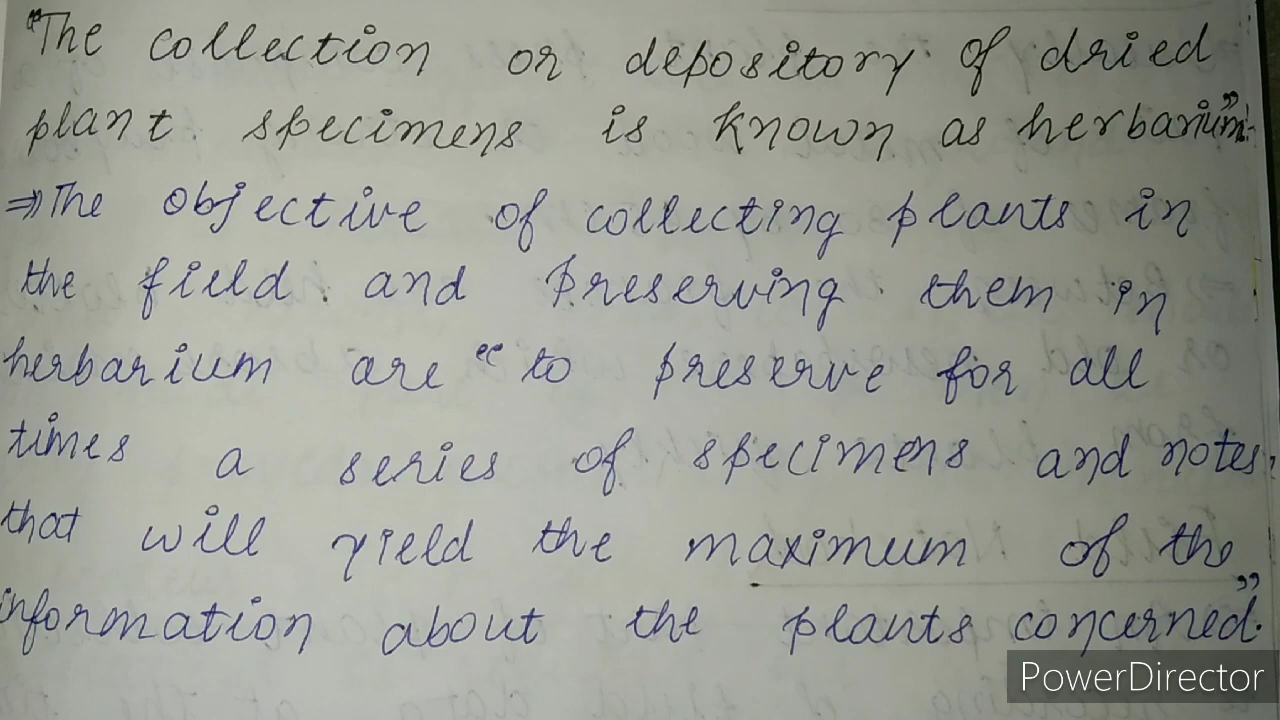 "The collection or depository of dried
plant specimens is known as herbarium".
⇒ The objective of collecting plants in
the field and preserving them in
herbarium are "to preserve for all
times a series of specimens and notes,
that will yield the maximum of the
information about the plants concerned."
PowerDirector